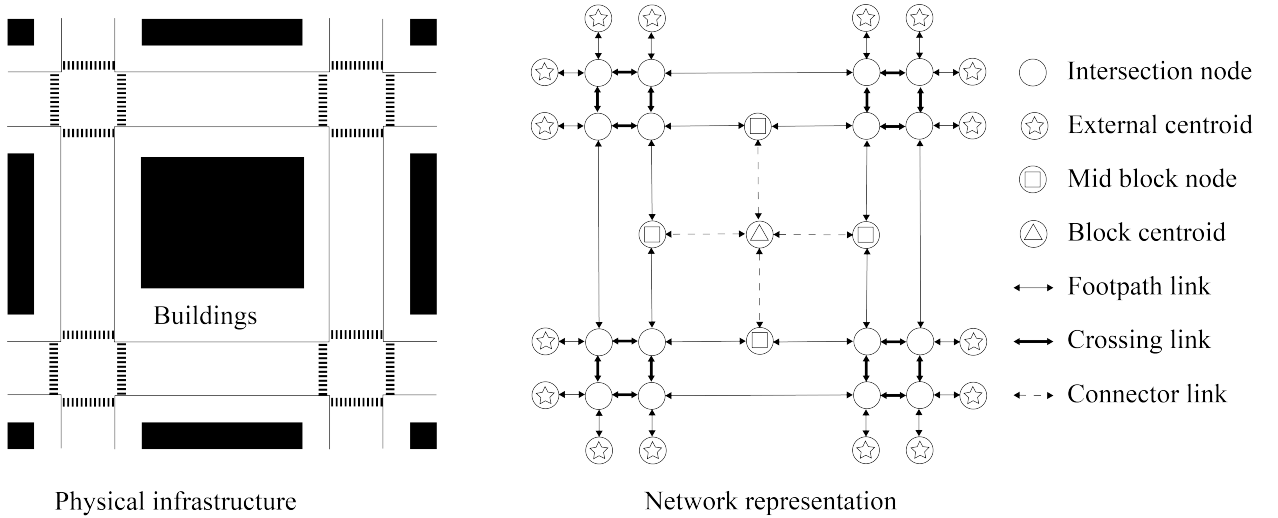 Buildings
Physical infrastructure
Network representation
Intersection node
External centroid
Mid block node
Block centroid
Footpath link
Crossing link
Connector link